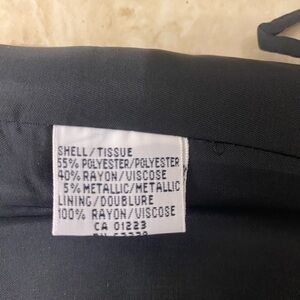 SHELL/TISSUE
55% POLYESTER/POLYESTER
40% RAYON/VISCOSE
5% METALLIC/METALLIC
LINING/DOUBLURE
100% RAYON/VISCOSE
CA 01223